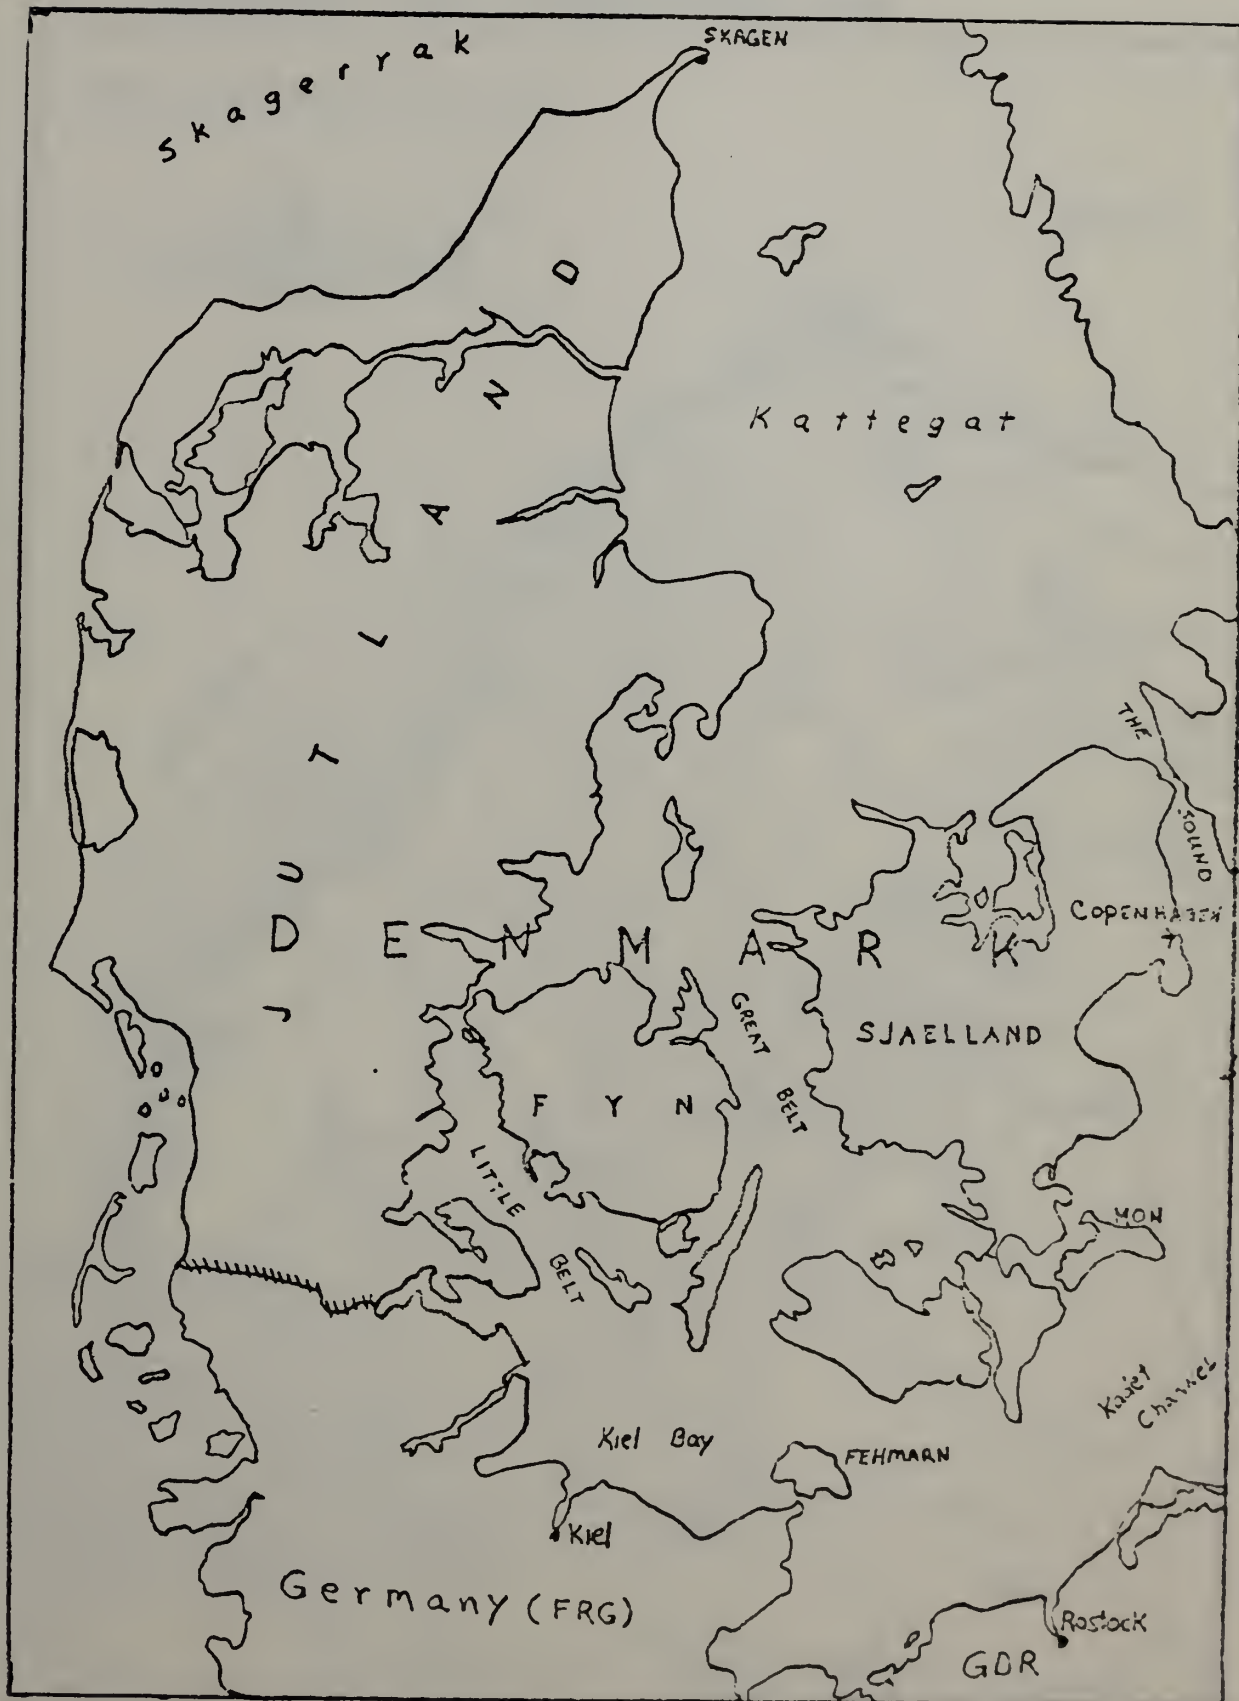 SKAGEN
Skagerrak
Kattegat
JUTLAND
THE SOUND
COPENHAGEN
DENMARK
GREAT BELT
SJAELLAND
FYN
LITTLE BELT
MON
Kadet Channel
Kiel Bay
FEHMARN
Kiel
Germany (FRG)
Rostock
GDR